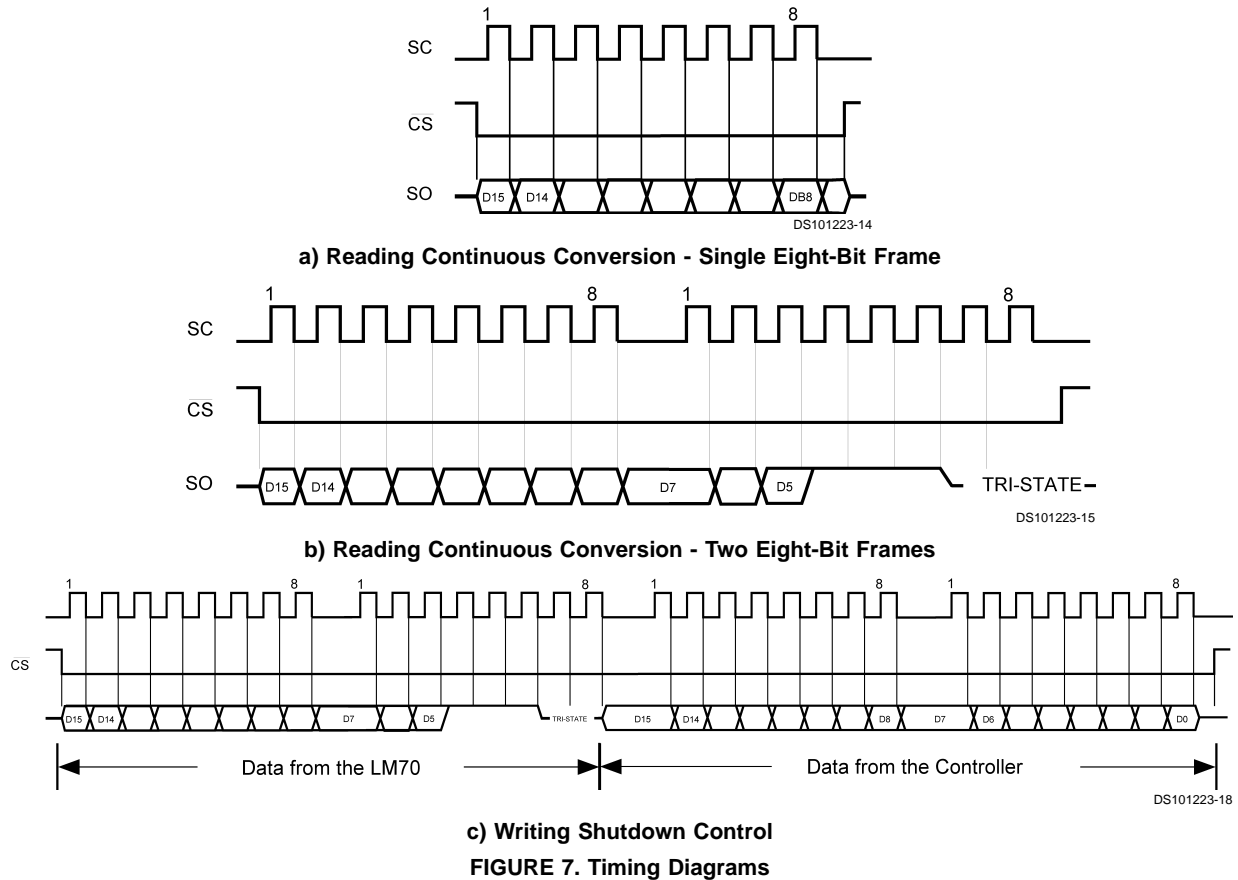 1 8
SC
CS
SO D15 D14 DB8
DS101223-14
a) Reading Continuous Conversion - Single Eight-Bit Frame
1 8 1 8
SC
CS
SO D15 D14 D7 D5 TRI-STATE
DS101223-15
b) Reading Continuous Conversion - Two Eight-Bit Frames
1 8 1 8 1 8 1 8
CS
D15 D14 D7 D5 TRI-STATE D15 D14 D8 D7 D6 D0
Data from the LM70 Data from the Controller
DS101223-18
c) Writing Shutdown Control
FIGURE 7. Timing Diagrams